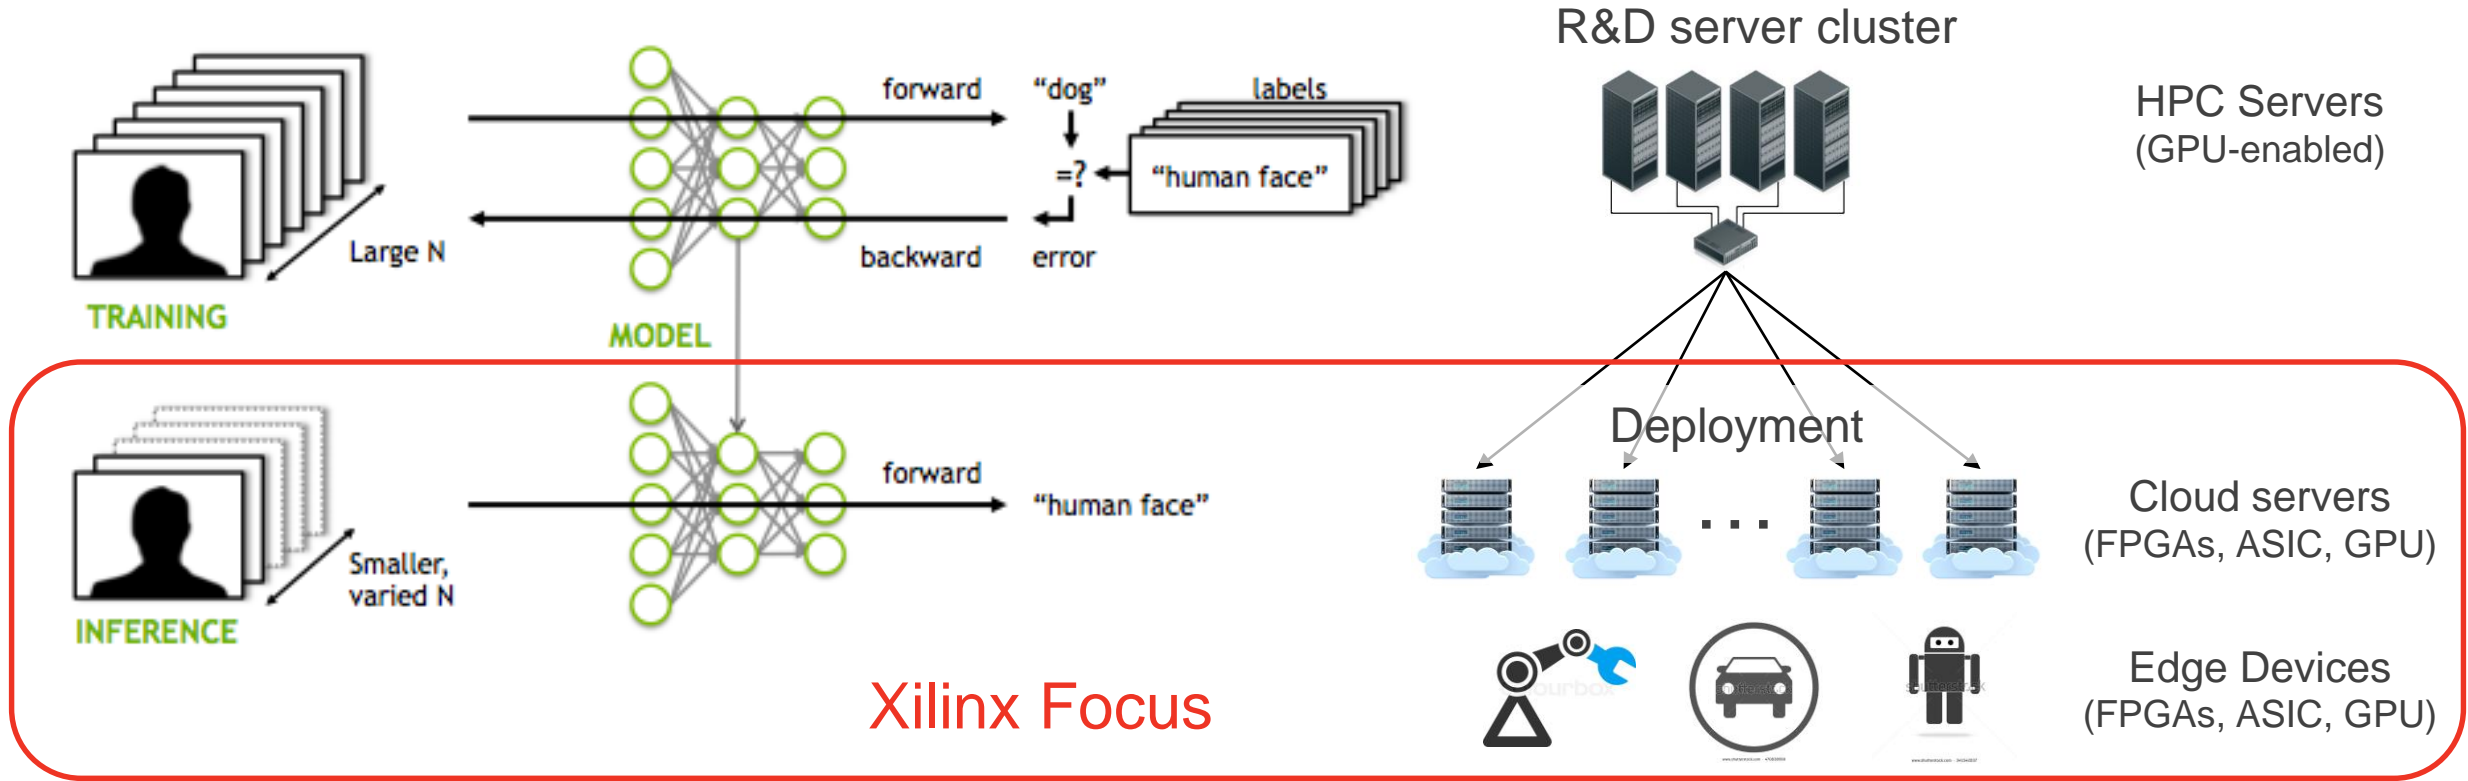 R&D server cluster
HPC Servers
(GPU-enabled)
forward
“dog”
labels
=?
“human face”
Large N
backward
error
TRAINING
MODEL
Deployment
forward
“human face”
Cloud servers
(FPGAs, ASIC, GPU)
...
Smaller,
varied N
INFERENCE
Xilinx Focus
Edge Devices
(FPGAs, ASIC, GPU)